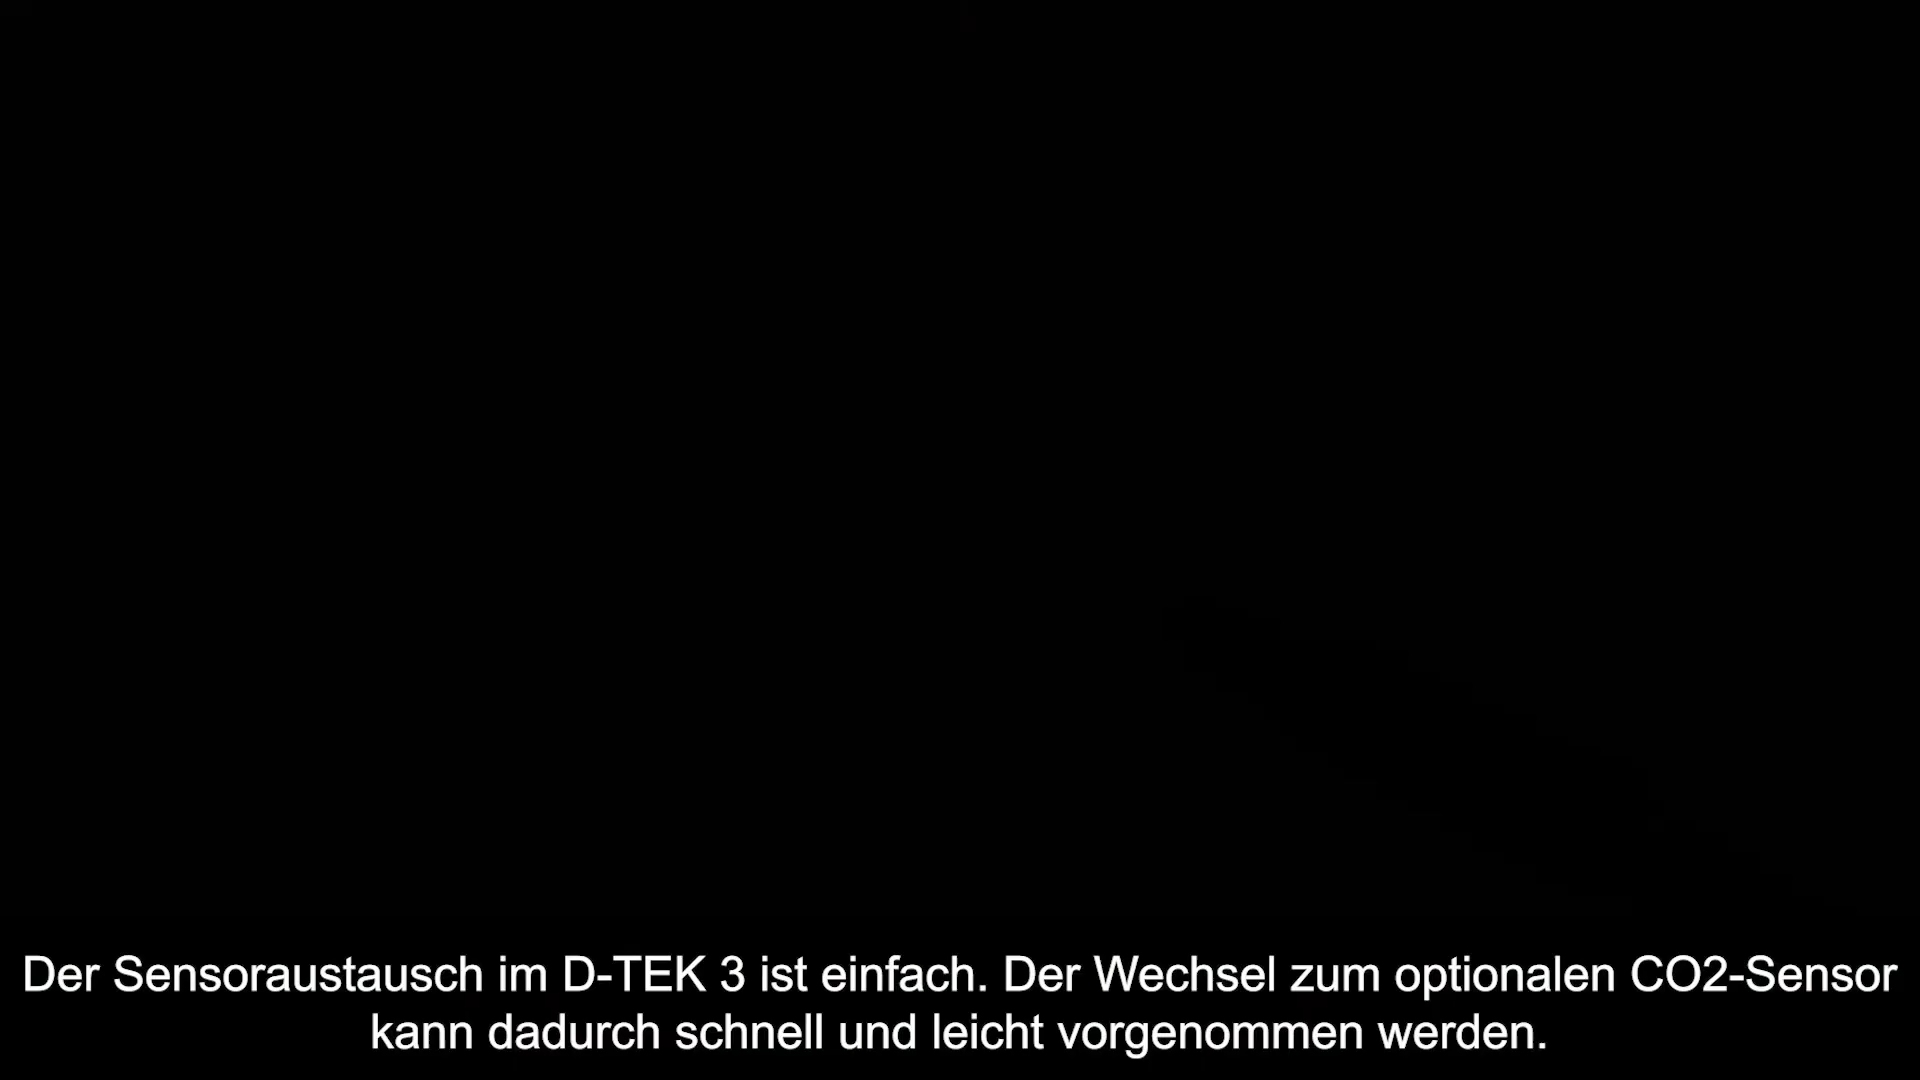 Der Sensoraustausch im D-TEK 3 ist einfach. Der Wechsel zum optionalen CO2-Sensor
kann dadurch schnell und leicht vorgenommen werden.